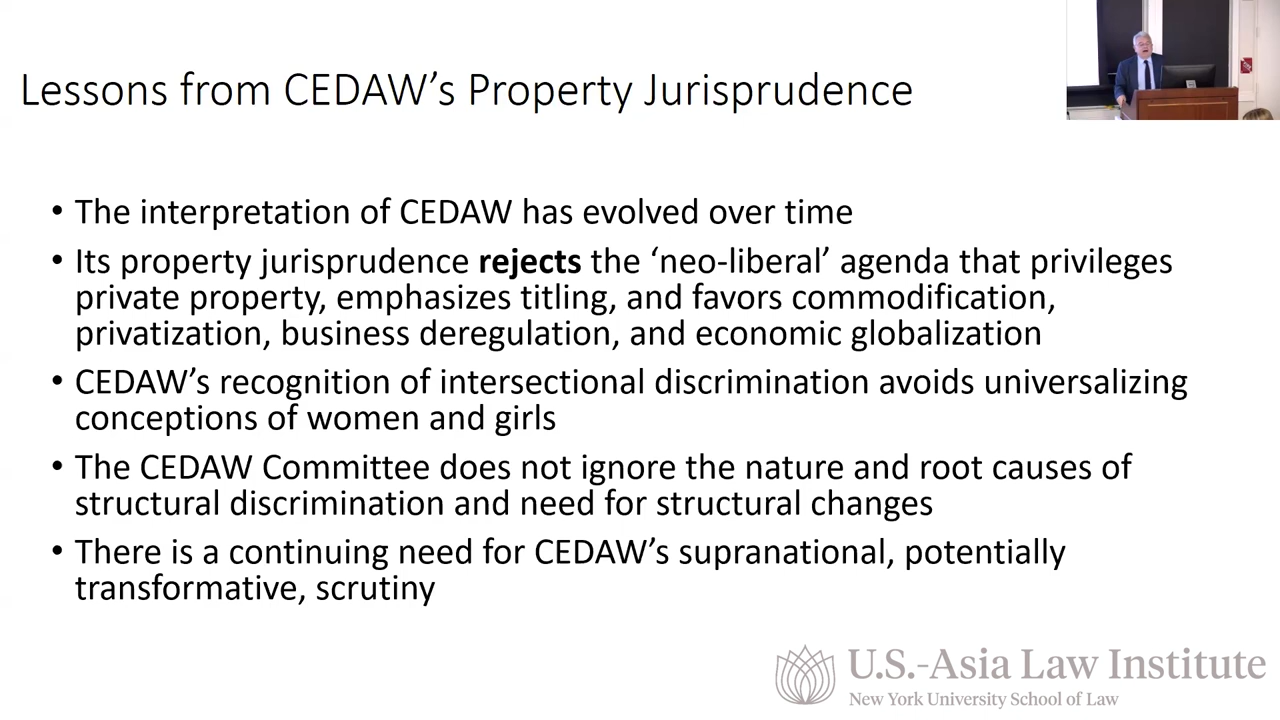 Lessons from CEDAW’s Property Jurisprudence
• The interpretation of CEDAW has evolved over time
• Its property jurisprudence rejects the ‘neo-liberal’ agenda that privileges
private property, emphasizes titling, and favors commodification,
privatization, business deregulation, and economic globalization
• CEDAW’s recognition of intersectional discrimination avoids universalizing
conceptions of women and girls
• The CEDAW Committee does not ignore the nature and root causes of
structural discrimination and need for structural changes
• There is a continuing need for CEDAW’s supranational, potentially
transformative, scrutiny
U.S.-Asia Law Institute
New York University School of Law